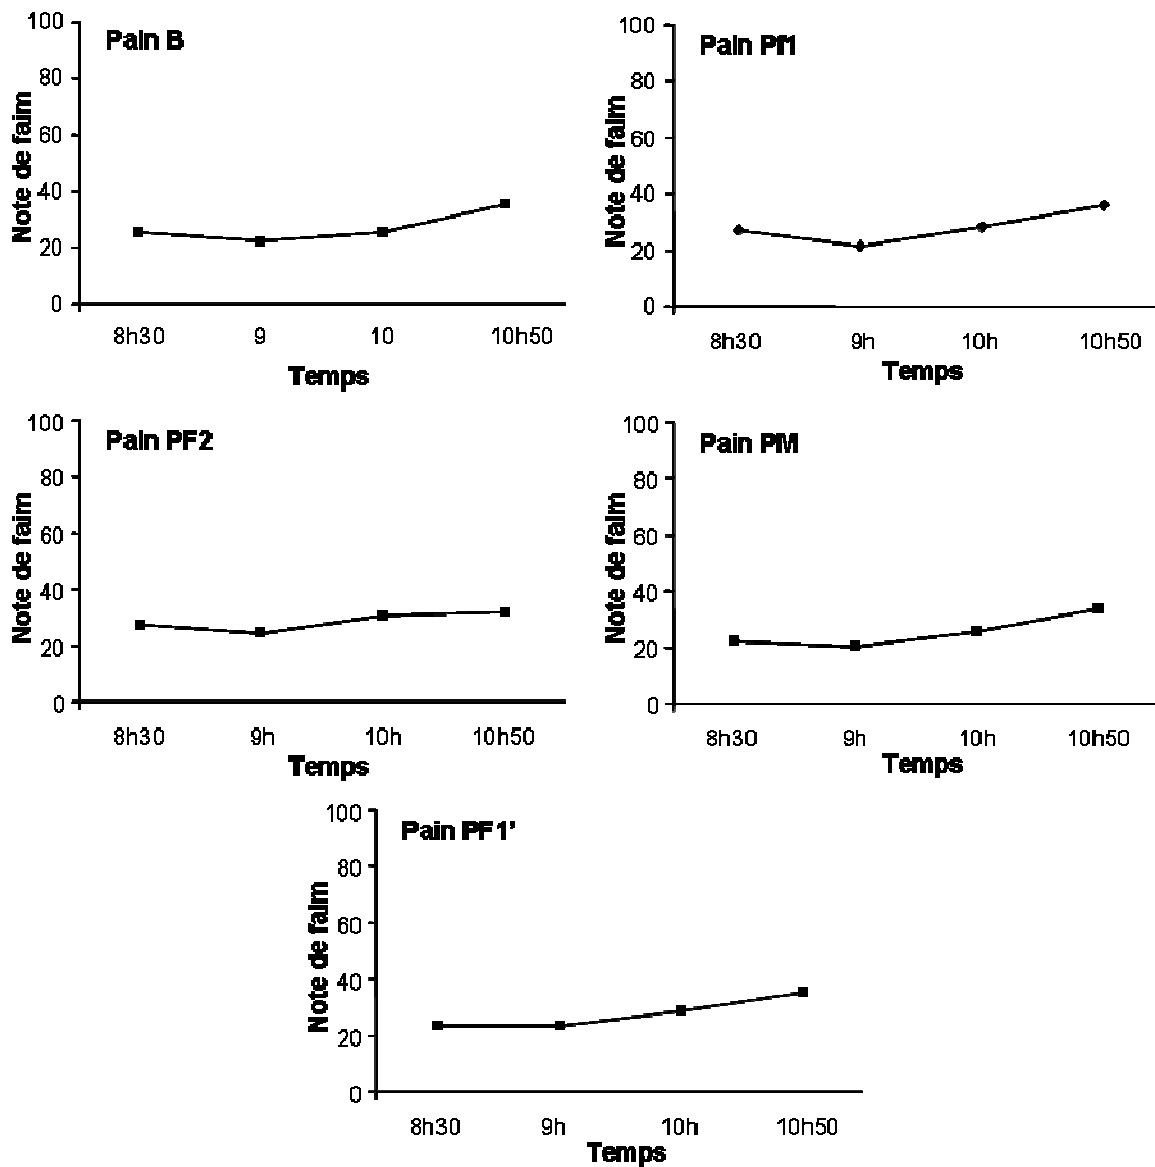 Pain B
Note de faim
100
80
60
40
20
0
8h30 9 10 10h50
Temps
Pain Pf1
Note de faim
100
80
60
40
20
0
8h30 9h 10h 10h50
Temps
Pain PF2
Note de faim
100
80
60
40
20
0
8h30 9h 10h 10h50
Temps
Pain PM
Note de faim
100
80
60
40
20
0
8h30 9h 10h 10h50
Temps
Pain PF1’
Note de faim
100
80
60
40
20
0
8h30 9h 10h 10h50
Temps